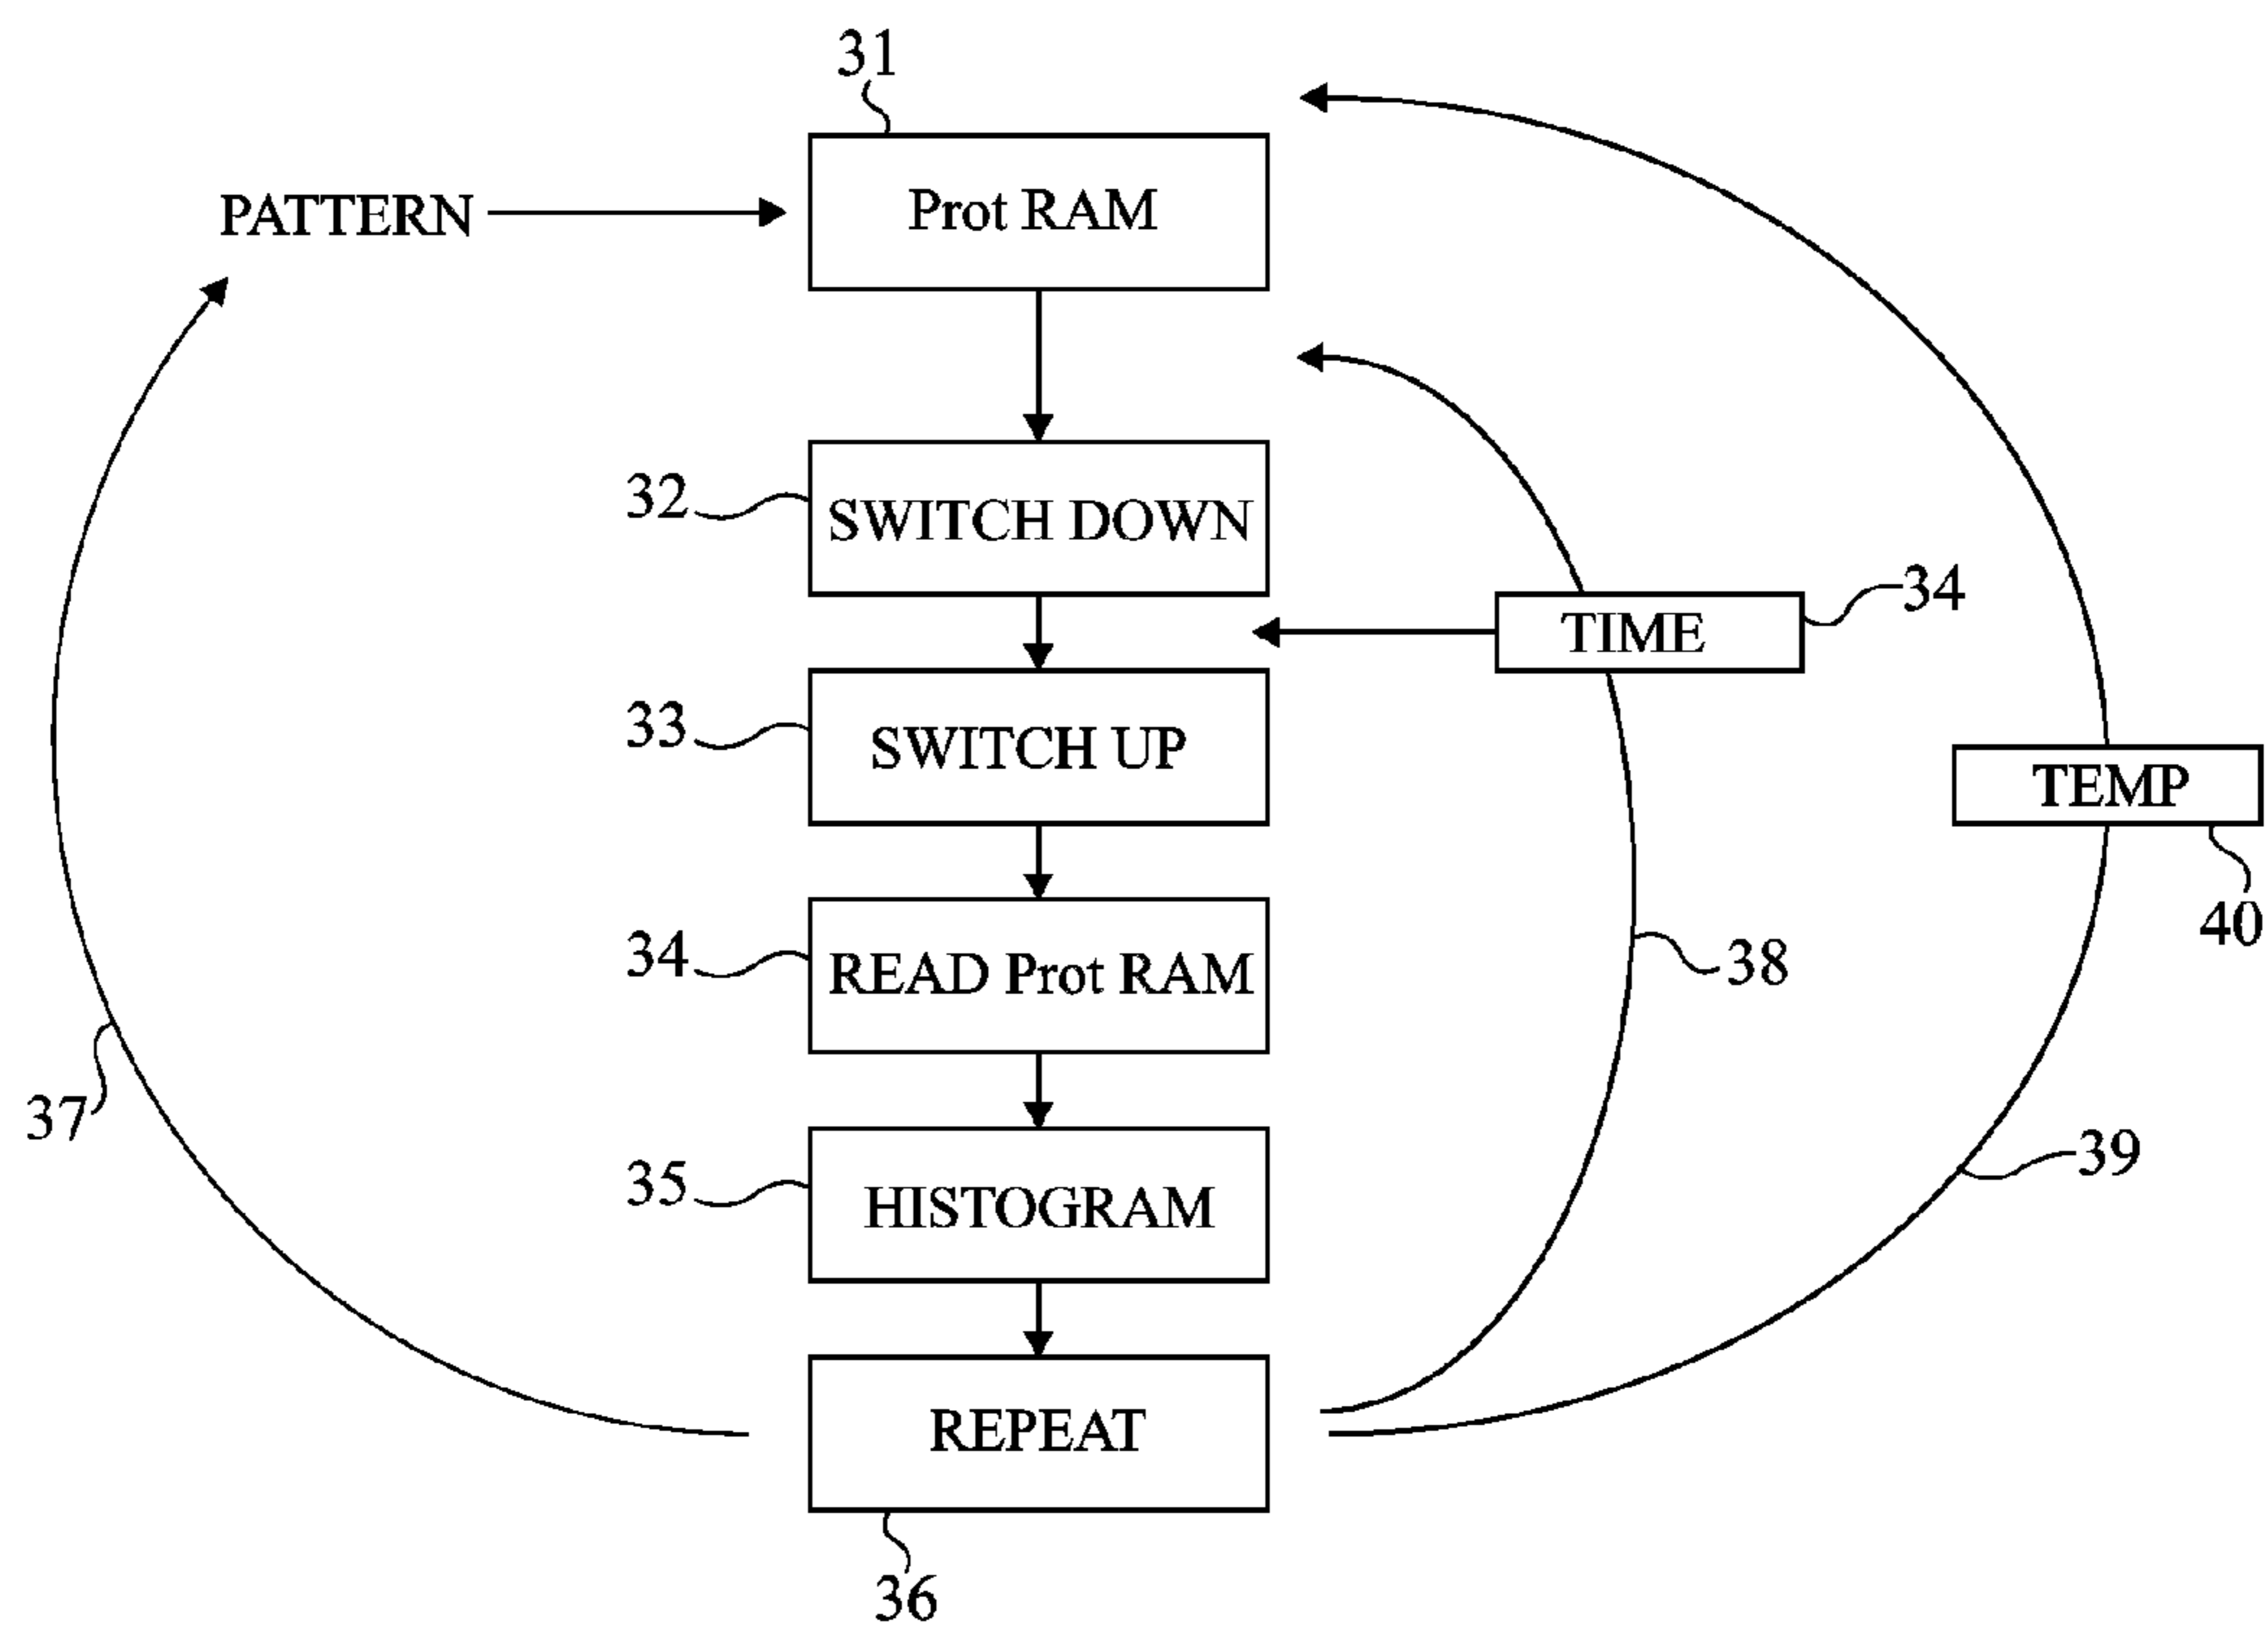 31
PATTERN
Prot RAM
32
SWITCH DOWN
TIME
34
33
SWITCH UP
TEMP
40
34
READ Prot RAM
38
37
35
HISTOGRAM
39
REPEAT
36